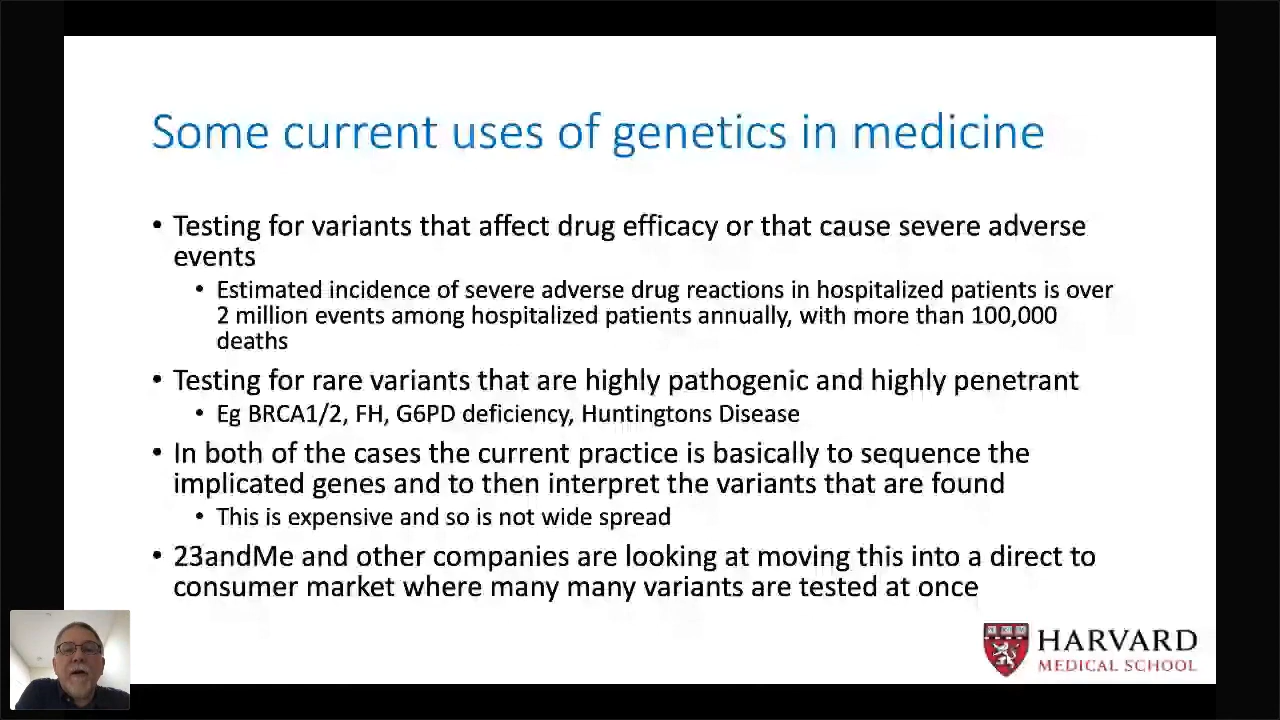 Some current uses of genetics in medicine
• Testing for variants that affect drug efficacy or that cause severe adverse
events
• Estimated incidence of severe adverse drug reactions in hospitalized patients is over
2 million events among hospitalized patients annually, with more than 100,000
deaths
• Testing for rare variants that are highly pathogenic and highly penetrant
• Eg BRCA1/2, FH, G6PD deficiency, Huntingtons Disease
• In both of the cases the current practice is basically to sequence the
implicated genes and to then interpret the variants that are found
• This is expensive and so is not wide spread
• 23andMe and other companies are looking at moving this into a direct to
consumer market where many many variants are tested at once
HARVARD
MEDICAL SCHOOL